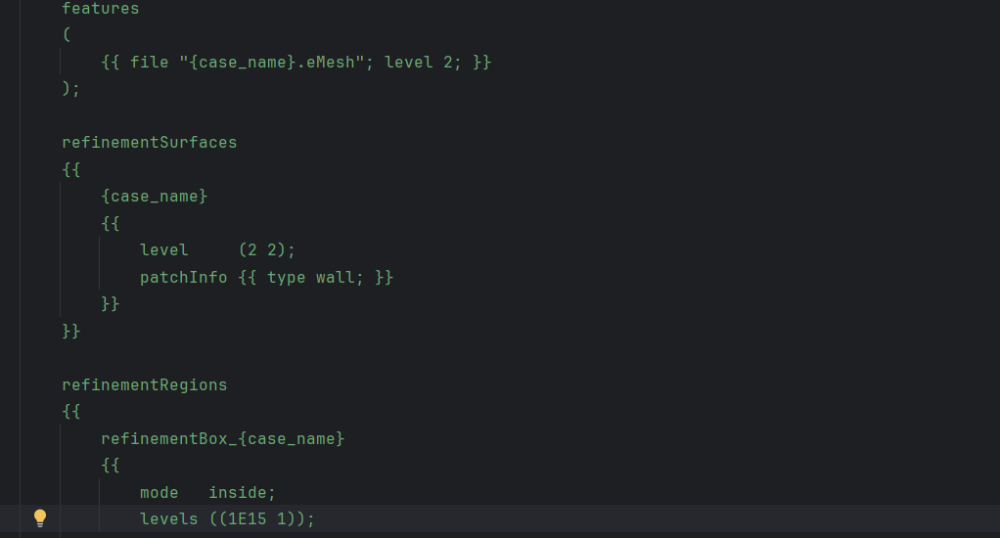 features
(
    {{ file "{case_name}.eMesh"; level 2; }}
);
refinementSurfaces
{{
    {case_name}
    {{
        level     (2 2);
        patchInfo {{ type wall; }}
    }}
}}
refinementRegions
{{
    refinementBox_{case_name}
    {{
        mode   inside;
        levels ((1E15 1));